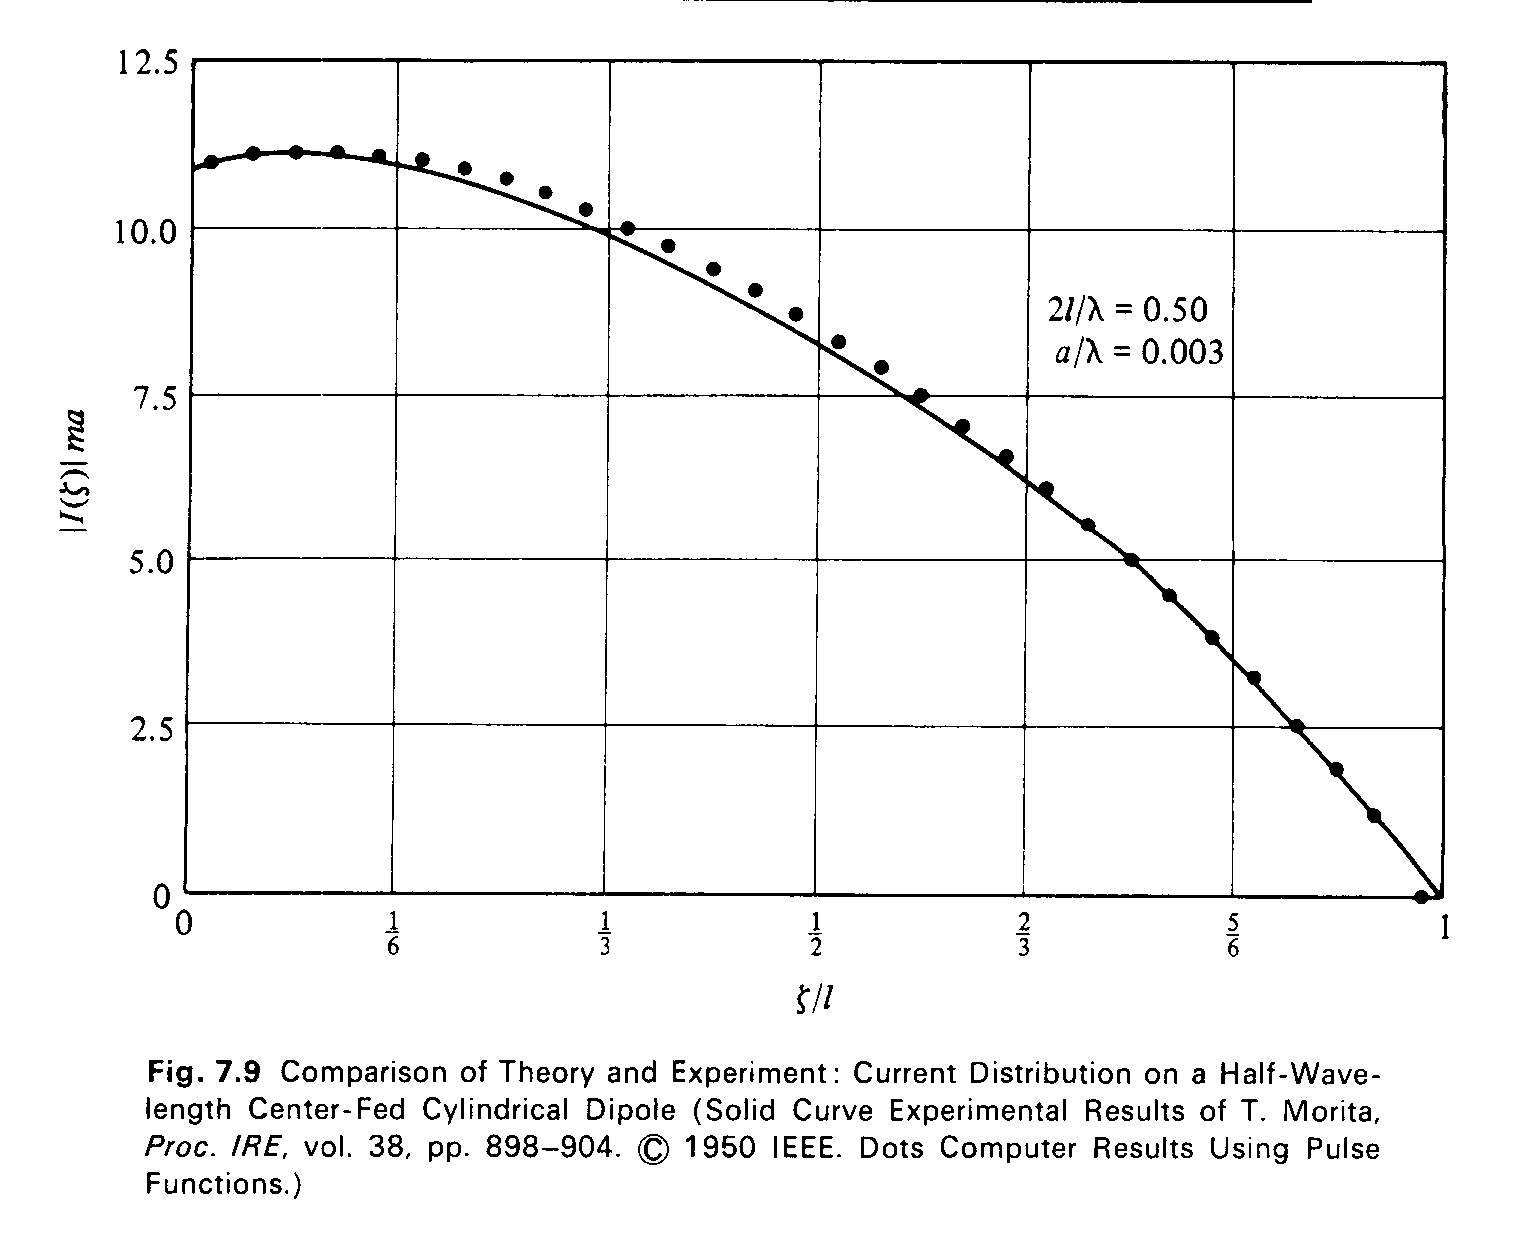 12.5
10.0
7.5
5.0
2.5
0
|I(ζ)| ma
2l/λ = 0.50
a/λ = 0.003
0 1/6 1/3 1/2 2/3 5/6 1
ζ/l
Fig. 7.9 Comparison of Theory and Experiment: Current Distribution on a Half-Wave-
length Center-Fed Cylindrical Dipole (Solid Curve Experimental Results of T. Morita,
Proc. IRE, vol. 38, pp. 898–904. © 1950 IEEE. Dots Computer Results Using Pulse
Functions.)